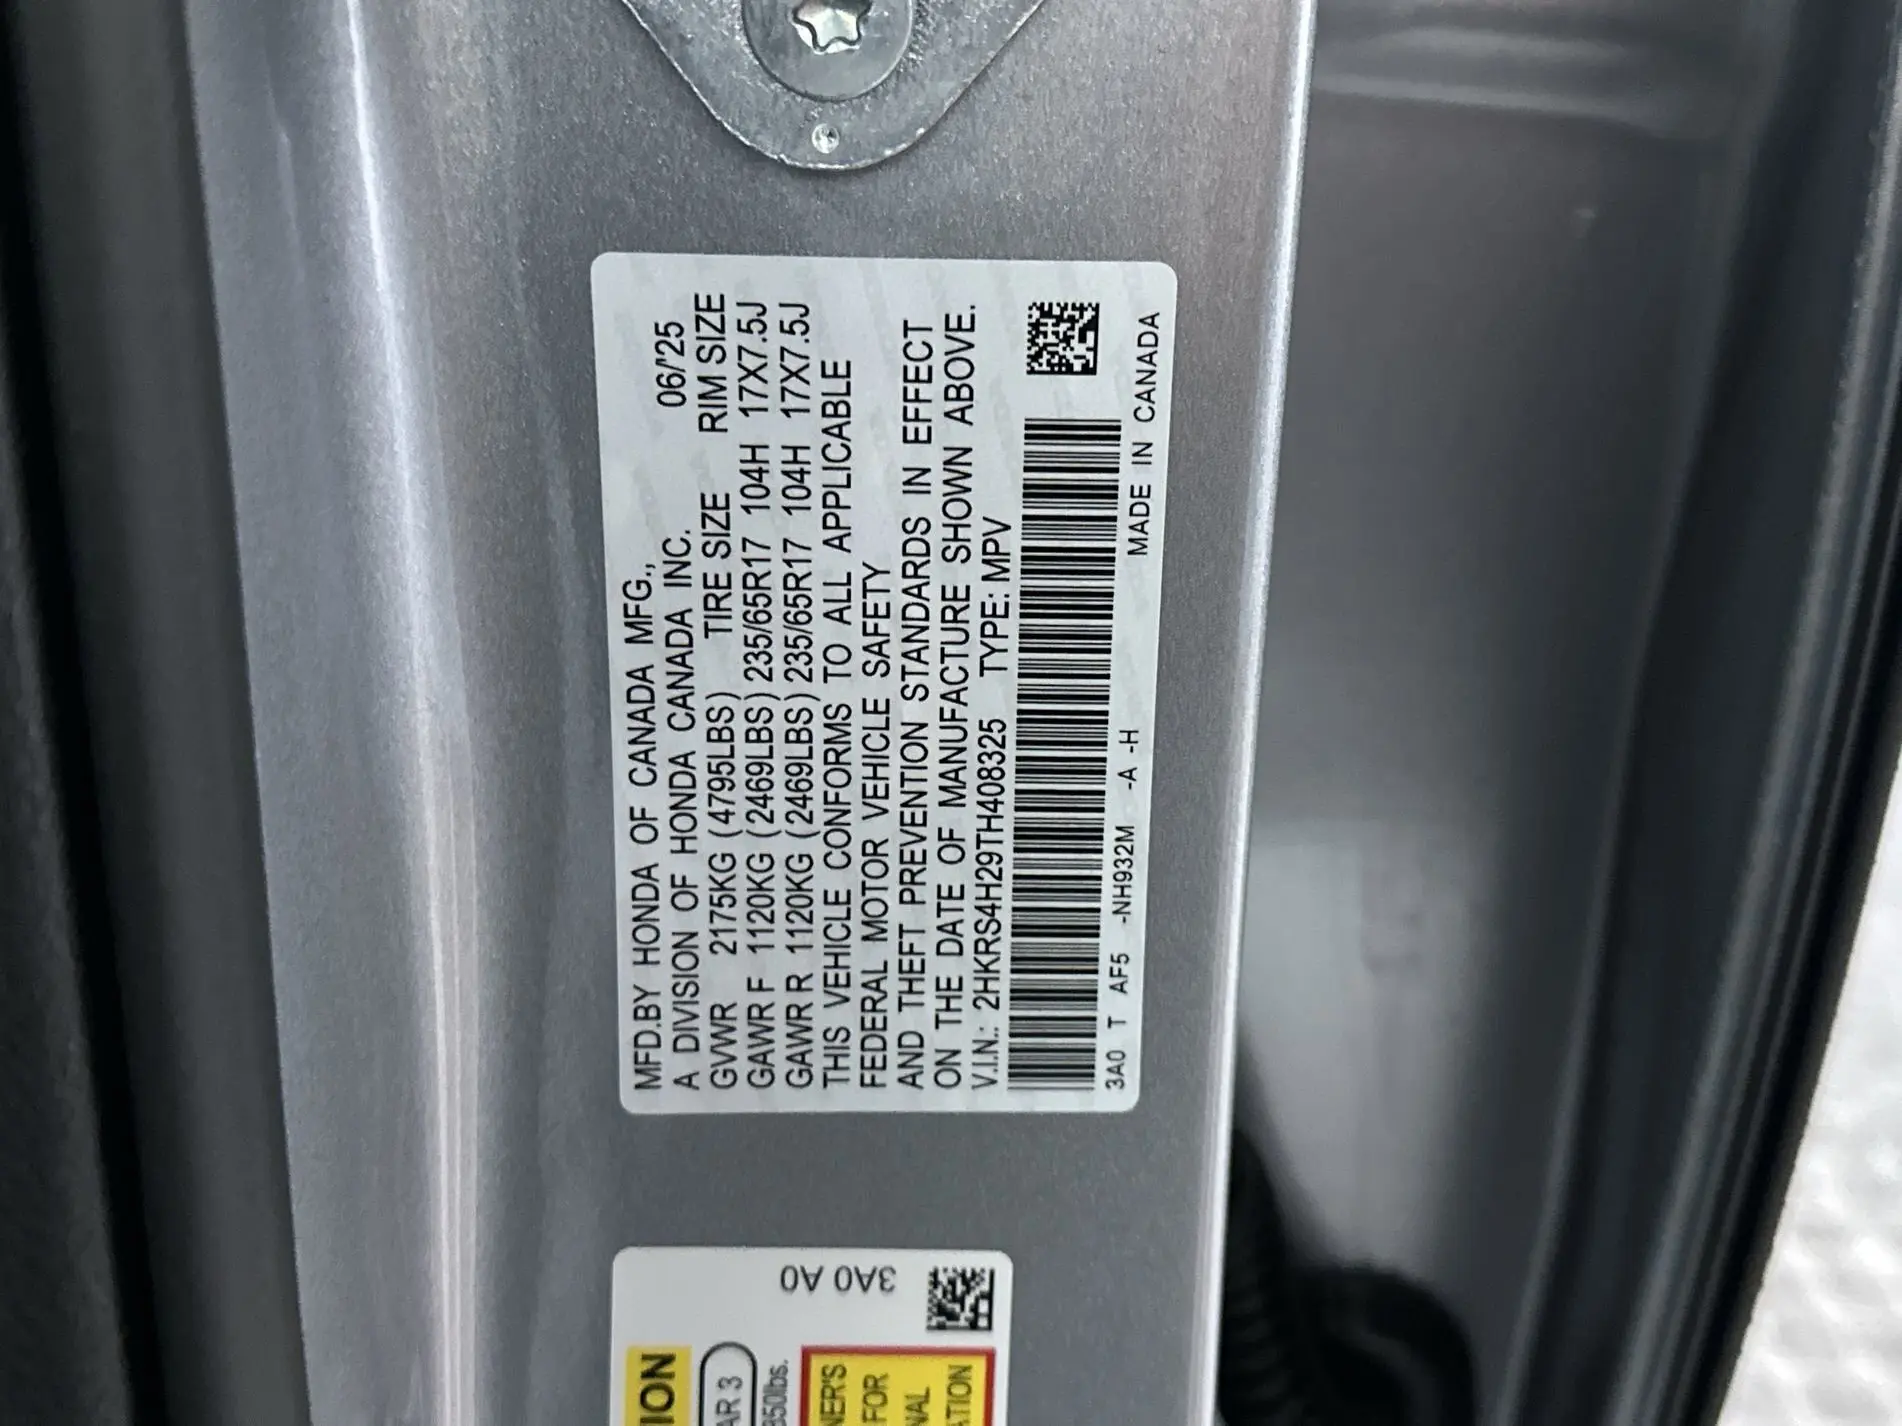 MFD.BY HONDA OF CANADA MFG.,
A DIVISION OF HONDA CANADA INC. 06/'25
GVWR 2175KG (4795LBS) TIRE SIZE RIM SIZE
GAWR F 1120KG (2469LBS) 235/65R17 104H 17X7.5J
GAWR R 1120KG (2469LBS) 235/65R17 104H 17X7.5J
THIS VEHICLE CONFORMS TO ALL APPLICABLE
FEDERAL MOTOR VEHICLE SAFETY
AND THEFT PREVENTION STANDARDS IN EFFECT
ON THE DATE OF MANUFACTURE SHOWN ABOVE.
V.I.N.: 2HKRS4H29TH408325 TYPE: MPV
3A0 T AF5 -NH932M -A -H MADE IN CANADA
3A0 A0
AR 3
FOR